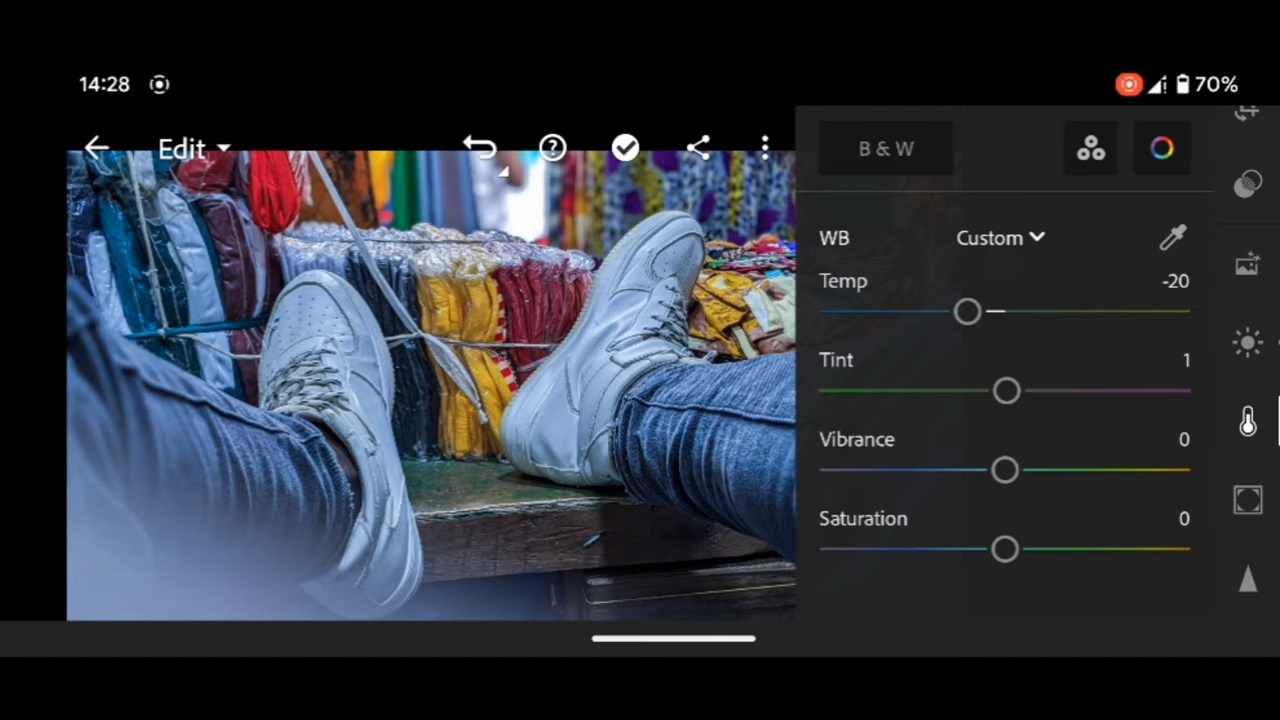 14:28
70%
Edit
B & W
WB Custom
Temp -20
Tint 1
Vibrance 0
Saturation 0